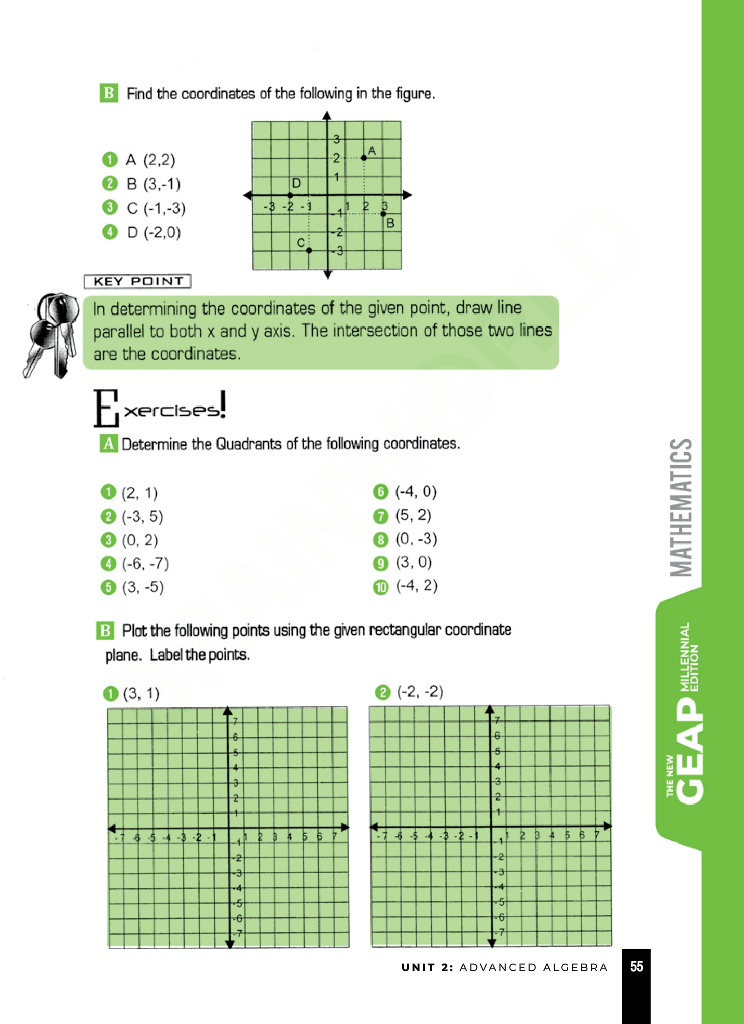 B Find the coordinates of the following in the figure.
1 A (2,2)
2 B (3,-1)
3 C (-1,-3)
4 D (-2,0)
3
2
A
1
D
-3 -2 -1
1 2 3
-1
B
-2
C
-3
KEY POINT
In determining the coordinates of the given point, draw line
parallel to both x and y axis. The intersection of those two lines
are the coordinates.
Exercises!
A Determine the Quadrants of the following coordinates.
1 (2, 1)
2 (-3, 5)
3 (0, 2)
4 (-6, -7)
5 (3, -5)
6 (-4, 0)
7 (5, 2)
8 (0, -3)
9 (3, 0)
10 (-4, 2)
B Plot the following points using the given rectangular coordinate
plane. Label the points.
1 (3, 1)
7
6
5
4
3
2
1
-7 -6 -5 -4 -3 -2 -1 1 2 3 4 5 6 7
-1
-2
-3
-4
-5
-6
-7
2 (-2, -2)
7
6
5
4
3
2
1
-7 -6 -5 -4 -3 -2 -1 1 2 3 4 5 6 7
-1
-2
-3
-4
-5
-6
-7
MATHEMATICS
THE NEW
GEAP
MILLENNIAL
EDITION
UNIT 2: ADVANCED ALGEBRA 55